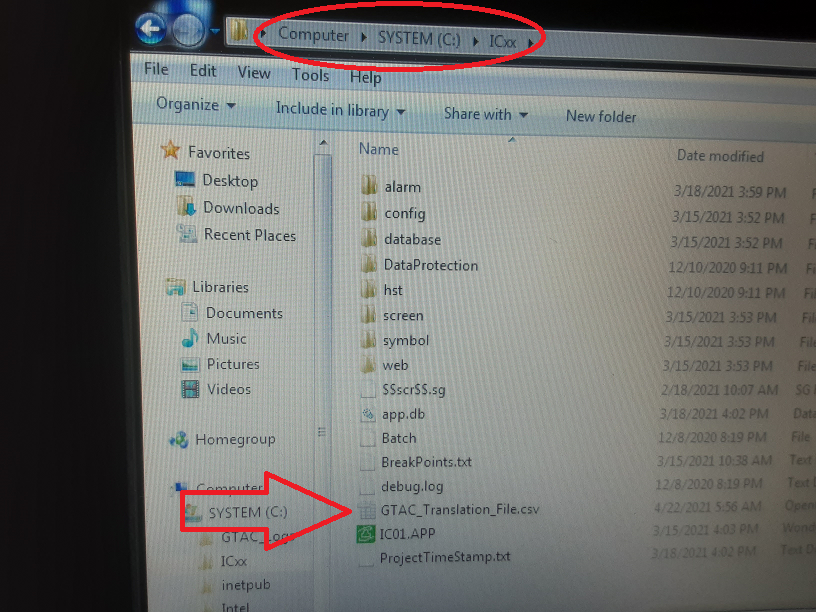 Computer SYSTEM (C:) ICxx
File Edit View Tools Help
Organize Include in library Share with New folder
Name Date modified
Favorites
Desktop
Downloads
Recent Places
Libraries
Documents
Music
Pictures
Videos
Homegroup
Computer
SYSTEM (C:)
GTAC_Logs
ICxx
inetpub
Intel
alarm 3/18/2021 3:59 PM
config 3/15/2021 3:52 PM
database 3/15/2021 3:52 PM
DataProtection 12/10/2020 9:11 PM
hst 12/10/2020 9:11 PM
screen 3/15/2021 3:53 PM
symbol 3/15/2021 3:53 PM
web 3/15/2021 3:53 PM
$$scr$$.sg 2/18/2021 10:07 AM SG
app.db 3/18/2021 4:02 PM Data
Batch 12/8/2020 8:19 PM File
BreakPoints.txt 3/15/2021 10:38 AM Text
debug.log 12/8/2020 8:19 PM Text
GTAC_Translation_File.csv 4/22/2021 5:56 AM Open
IC01.APP 3/15/2021 4:03 PM Wond
ProjectTimeStamp.txt 3/18/2021 4:02 PM Text D